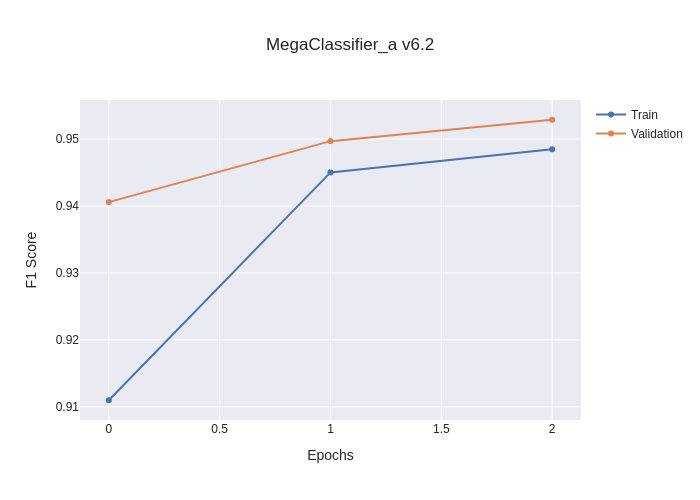 MegaClassifier_a v6.2
Train
Validation
0.95
0.94
0.93
0.92
0.91
F1 Score
0
0.5
1
1.5
2
Epochs